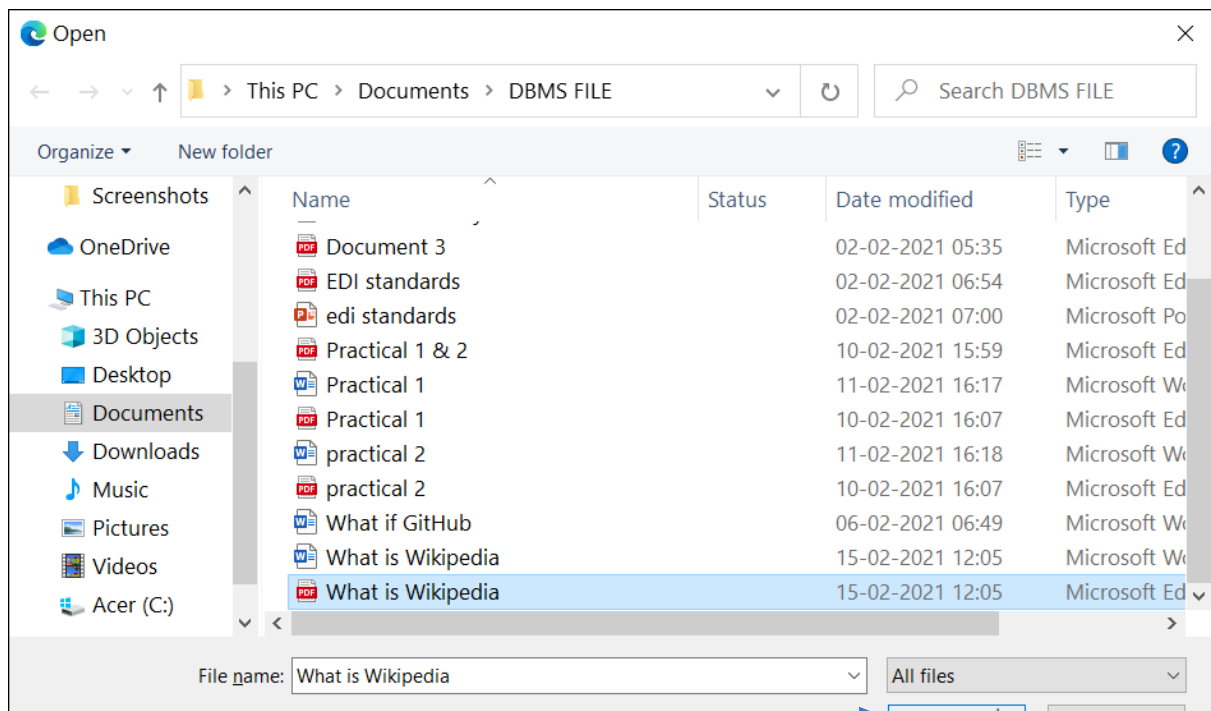 Open
This PC > Documents > DBMS FILE
Search DBMS FILE
Organize
New folder
Screenshots
OneDrive
This PC
3D Objects
Desktop
Documents
Downloads
Music
Pictures
Videos
Acer (C:)
Name Status Date modified Type
Document 3 02-02-2021 05:35 Microsoft Ed
EDI standards 02-02-2021 06:54 Microsoft Ed
edi standards 02-02-2021 07:00 Microsoft Po
Practical 1 & 2 10-02-2021 15:59 Microsoft Ed
Practical 1 11-02-2021 16:17 Microsoft Wo
Practical 1 10-02-2021 16:07 Microsoft Ed
practical 2 11-02-2021 16:18 Microsoft Wo
practical 2 10-02-2021 16:07 Microsoft Ed
What if GitHub 06-02-2021 06:49 Microsoft Wo
What is Wikipedia 15-02-2021 12:05 Microsoft Wo
What is Wikipedia 15-02-2021 12:05 Microsoft Ed
File name: What is Wikipedia
All files